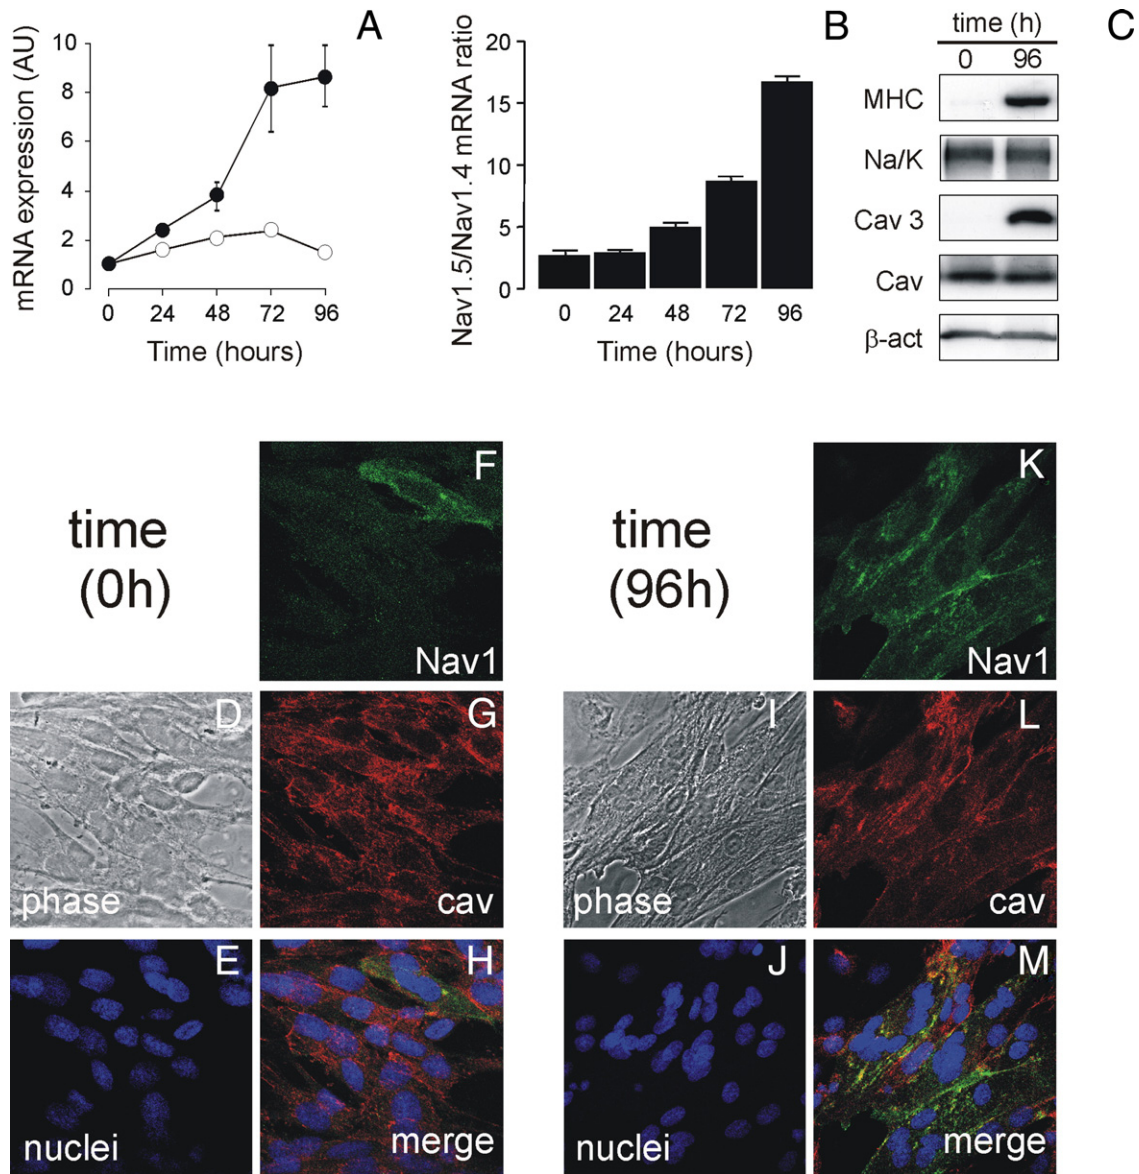 A
mRNA expression (AU)
10
8
6
4
2
0
0 24 48 72 96
Time (hours)
B
Nav1.5/Nav1.4 mRNA ratio
20
15
10
5
0
0 24 48 72 96
Time (hours)
C
time (h)
0 96
MHC
Na/K
Cav 3
Cav
β-act
time
(0h)
F
Nav1
D
phase
G
cav
E
nuclei
H
merge
time
(96h)
K
Nav1
I
phase
L
cav
J
nuclei
M
merge